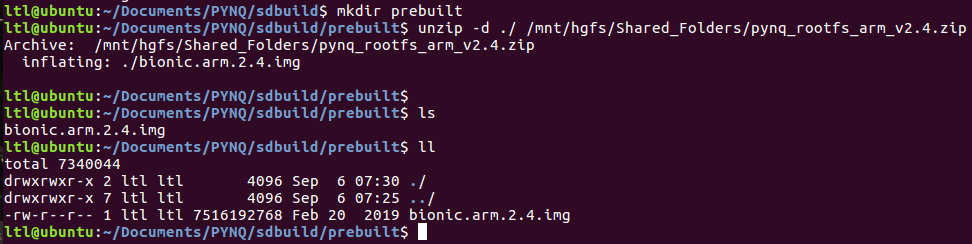 ltl@ubuntu:~/Documents/PYNQ/sdbuild$ mkdir prebuilt
ltl@ubuntu:~/Documents/PYNQ/sdbuild/prebuilt$ unzip -d ./ /mnt/hgfs/Shared_Folders/pynq_rootfs_arm_v2.4.zip
Archive:  /mnt/hgfs/Shared_Folders/pynq_rootfs_arm_v2.4.zip
  inflating: ./bionic.arm.2.4.img
ltl@ubuntu:~/Documents/PYNQ/sdbuild/prebuilt$
ltl@ubuntu:~/Documents/PYNQ/sdbuild/prebuilt$ ls
bionic.arm.2.4.img
ltl@ubuntu:~/Documents/PYNQ/sdbuild/prebuilt$ ll
total 7340044
drwxrwxr-x 2 ltl ltl       4096 Sep  6 07:30 ./
drwxrwxr-x 7 ltl ltl       4096 Sep  6 07:25 ../
-rw-r--r-- 1 ltl ltl 7516192768 Feb 20  2019 bionic.arm.2.4.img
ltl@ubuntu:~/Documents/PYNQ/sdbuild/prebuilt$